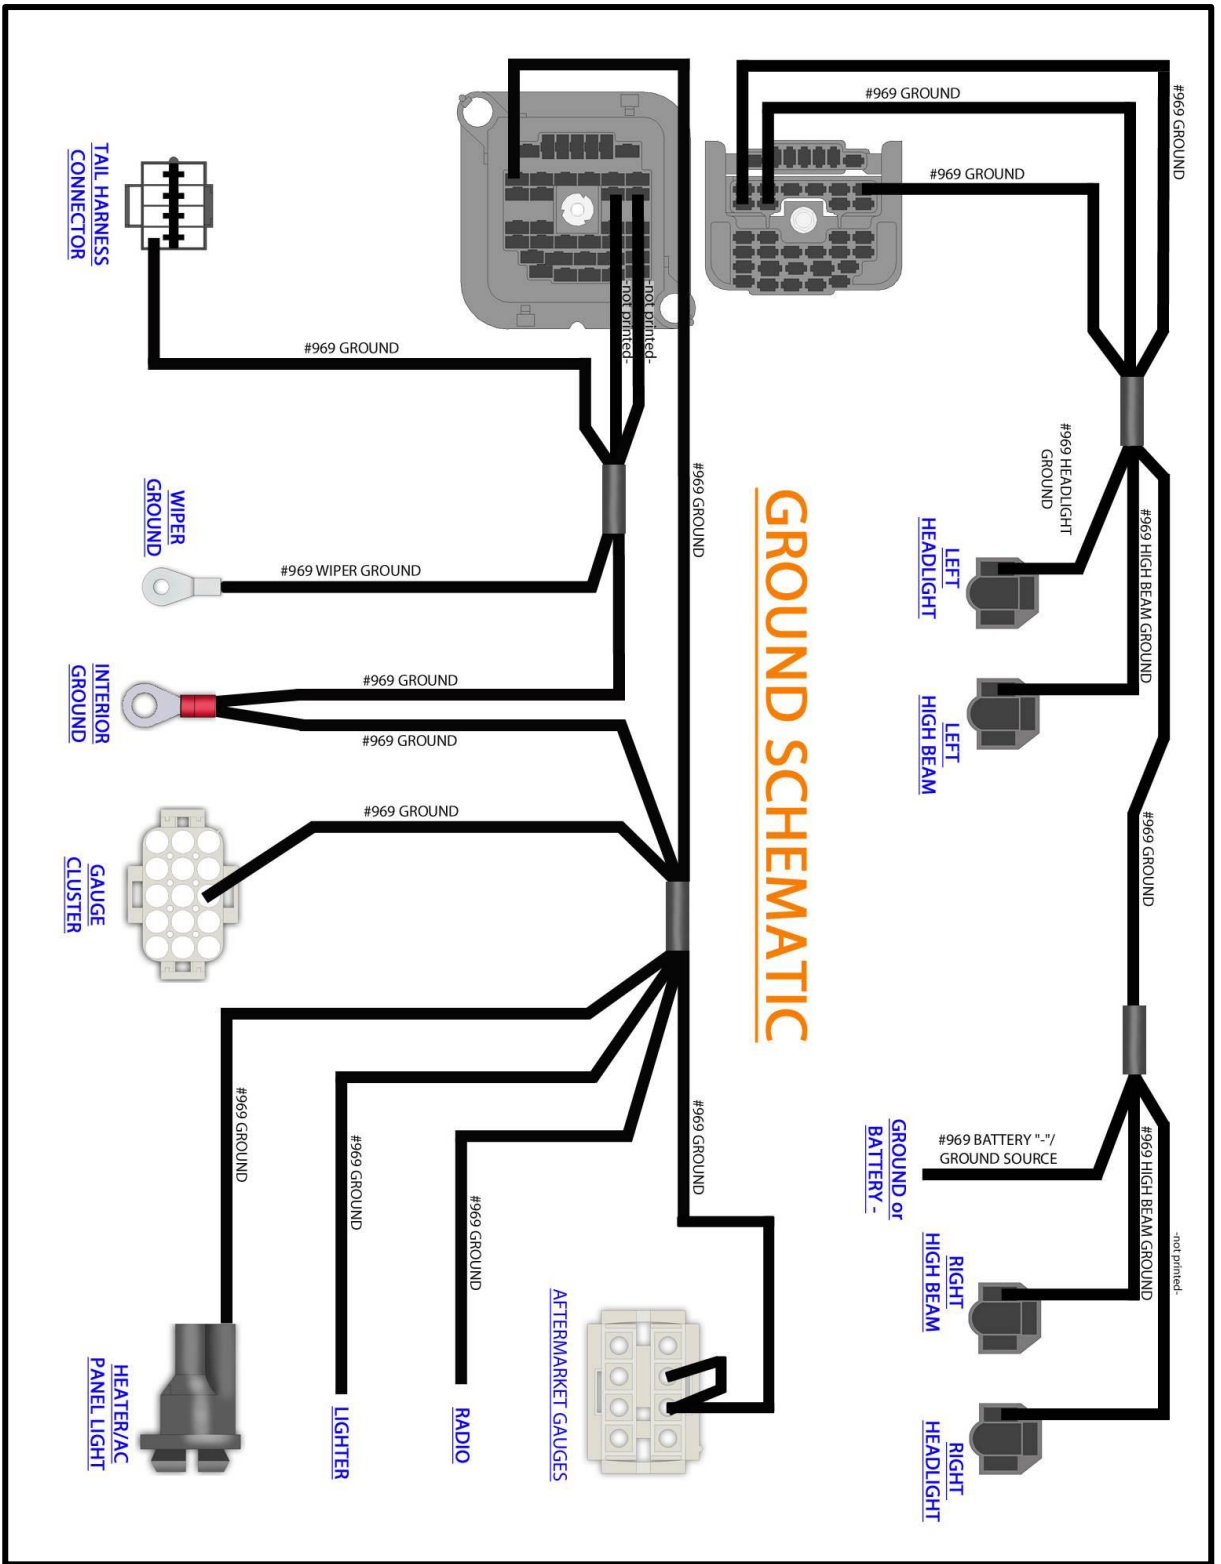 #969 GROUND
#969 GROUND
#969 GROUND
TAIL HARNESS
CONNECTOR
-not printed-
-not printed-
#969 GROUND
#969 GROUND
#969 HEADLIGHT
GROUND
#969 HIGH BEAM GROUND
GROUND SCHEMATIC
WIPER
GROUND
#969 WIPER GROUND
LEFT
HEADLIGHT
LEFT
HIGH BEAM
INTERIOR
GROUND
#969 GROUND
#969 GROUND
#969 GROUND
#969 GROUND
GAUGE
CLUSTER
#969 GROUND
#969 GROUND
#969 GROUND
#969 GROUND
GROUND or
BATTERY -
#969 BATTERY "-"/
GROUND SOURCE
#969 HIGH BEAM GROUND
-not printed-
RIGHT
HIGH BEAM
RIGHT
HEADLIGHT
AFTERMARKET GAUGES
RADIO
LIGHTER
HEATER/AC
PANEL LIGHT